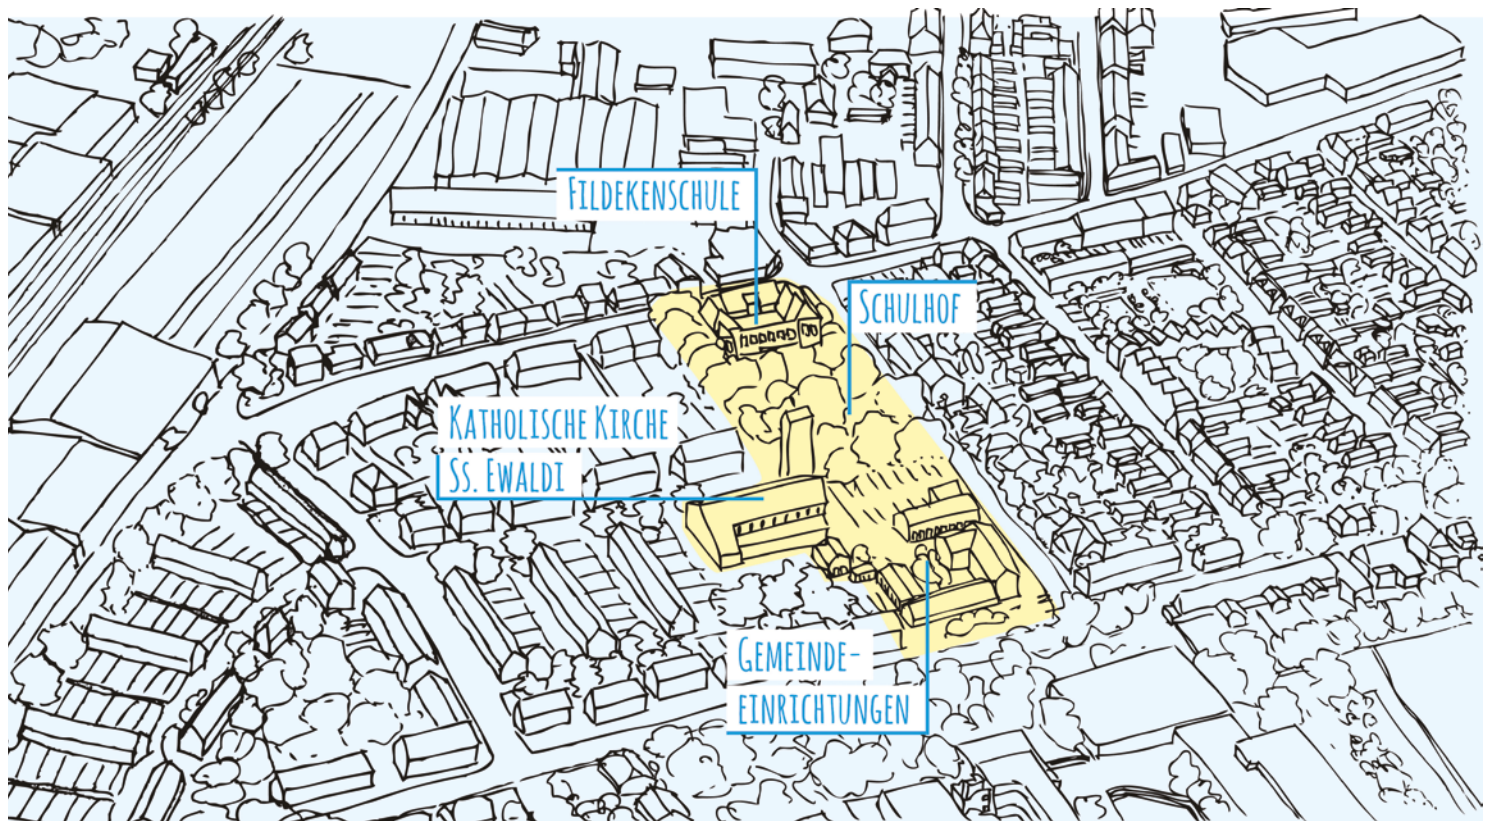 FILDEKENSCHULE
SCHULHOF
KATHOLISCHE KIRCHE
SS. EWALDI
GEMEINDE-
EINRICHTUNGEN